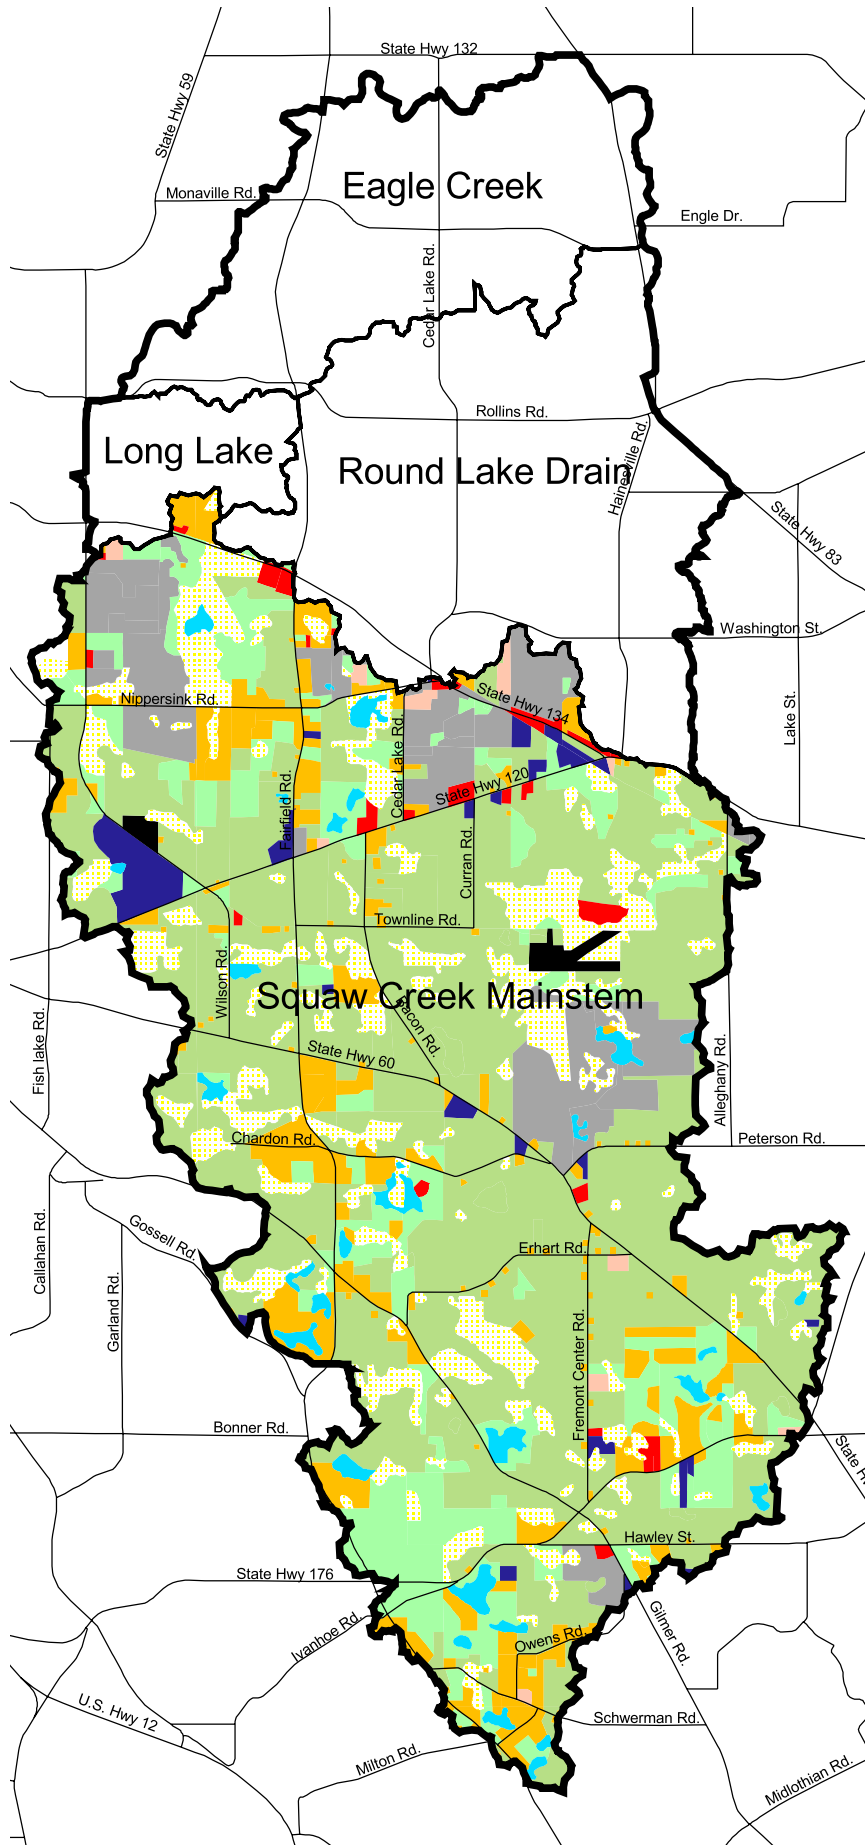 State Hwy 132
State Hwy 59
Eagle Creek
Monaville Rd.
Engle Dr.
Cedar Lake Rd.
Rollins Rd.
Hainesville Rd.
Long Lake
Round Lake Drain
State Hwy 83
Washington St.
Nippersink Rd.
State Hwy 134
Lake St.
Cedar Lake Rd.
State Hwy 120
Fairfield Rd.
Curran Rd.
Townline Rd.
Wilson Rd.
Squaw Creek Mainstem
Bacon Rd.
Fish lake Rd.
State Hwy 60
Alleghany Rd.
Chardon Rd.
Peterson Rd.
Callahan Rd.
Gossell Rd.
Erhart Rd.
Garland Rd.
Fremont Center Rd.
Bonner Rd.
State H
Hawley St.
State Hwy 176
Ivanhoe Rd.
Owens Rd.
Gilmer Rd.
U.S. Hwy 12
Schwerman Rd.
Milton Rd.
Midlothian Rd.